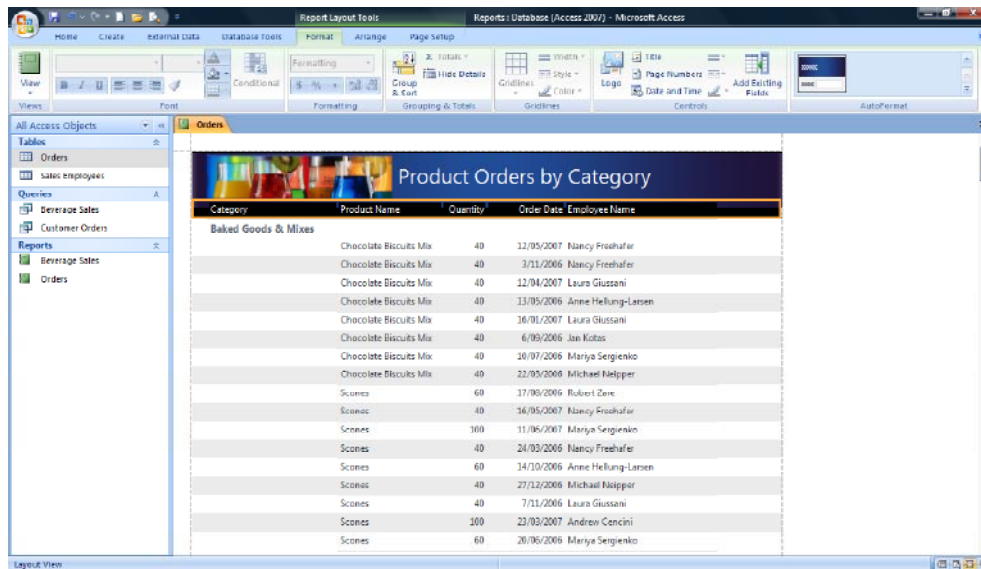 Report Layout Tools
Reports : Database (Access 2007) - Microsoft Access
Home Create External Data Database Tools Format Arrange Page Setup
View
B I U
Conditional
Formatting
$ %
Group & Sort
Σ Totals
Hide Details
Gridlines
Width
Style
Color
Logo
Title
Page Numbers
Date and Time
Add Existing Fields
Views Font Formatting Grouping & Totals Gridlines Controls AutoFormat
All Access Objects
Tables
Orders
Sales Employees
Queries
Beverage Sales
Customer Orders
Reports
Beverage Sales
Orders
Orders
Product Orders by Category
Category Product Name Quantity Order Date Employee Name
Baked Goods & Mixes
Chocolate Biscuits Mix 40 12/05/2007 Nancy Freehafer
Chocolate Biscuits Mix 40 3/11/2006 Nancy Freehafer
Chocolate Biscuits Mix 40 12/04/2007 Laura Giussani
Chocolate Biscuits Mix 40 13/05/2006 Anne Hellung-Larsen
Chocolate Biscuits Mix 40 16/01/2007 Laura Giussani
Chocolate Biscuits Mix 40 6/09/2006 Jan Kotas
Chocolate Biscuits Mix 40 10/07/2006 Mariya Sergienko
Chocolate Biscuits Mix 40 22/05/2006 Michael Neipper
Scones 60 17/08/2006 Robert Zare
Scones 40 16/05/2007 Nancy Freehafer
Scones 100 11/06/2007 Mariya Sergienko
Scones 40 24/03/2006 Nancy Freehafer
Scones 60 14/10/2006 Anne Hellung-Larsen
Scones 40 27/12/2006 Michael Neipper
Scones 40 7/11/2006 Laura Giussani
Scones 100 23/03/2007 Andrew Cencini
Scones 60 20/06/2006 Mariya Sergienko
Layout View